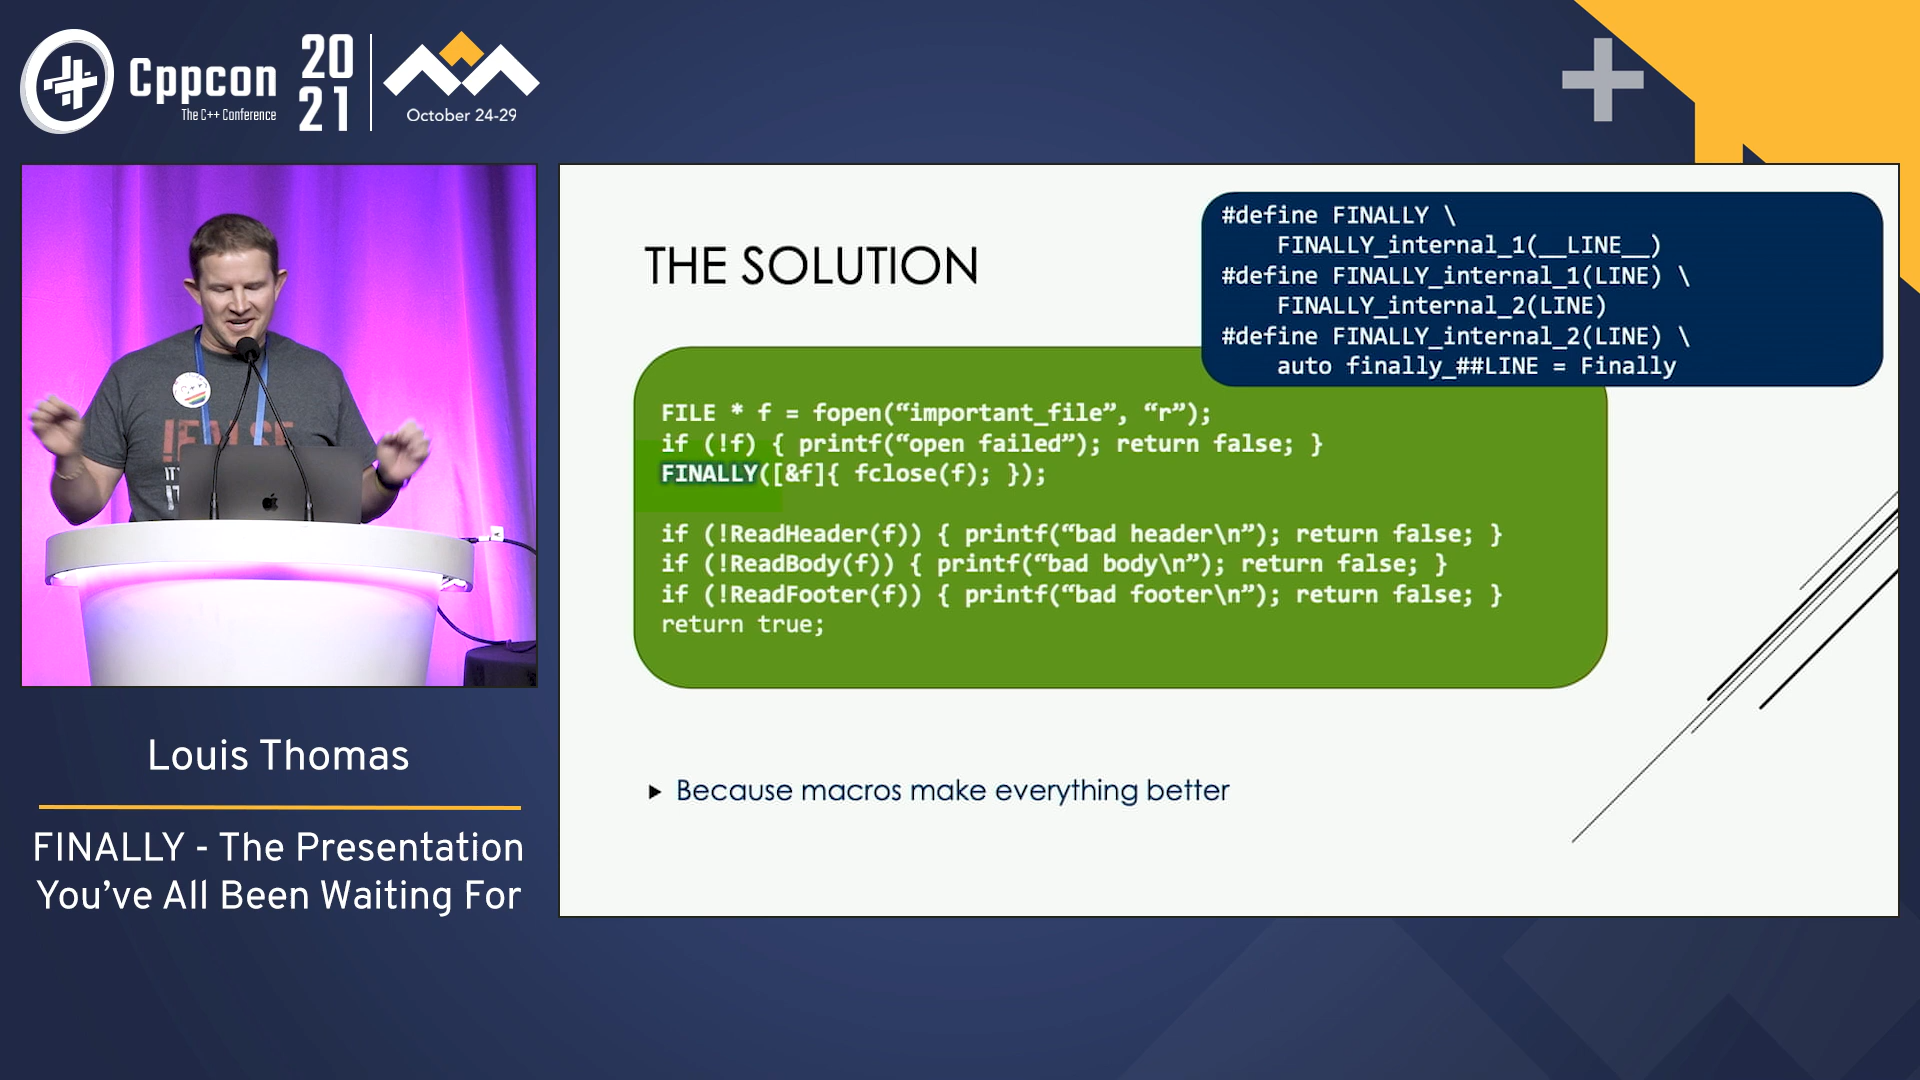 Cppcon
The C++ Conference
20
21
October 24-29
THE SOLUTION
#define FINALLY \
FINALLY_internal_1(__LINE__)
#define FINALLY_internal_1(LINE) \
FINALLY_internal_2(LINE)
#define FINALLY_internal_2(LINE) \
auto finally_##LINE = Finally
FILE * f = fopen(“important_file”, “r”);
if (!f) { printf(“open failed”); return false; }
FINALLY([&f]{ fclose(f); });
if (!ReadHeader(f)) { printf(“bad header\n”); return false; }
if (!ReadBody(f)) { printf(“bad body\n”); return false; }
if (!ReadFooter(f)) { printf(“bad footer\n”); return false; }
return true;
Because macros make everything better
Louis Thomas
FINALLY - The Presentation
You’ve All Been Waiting For